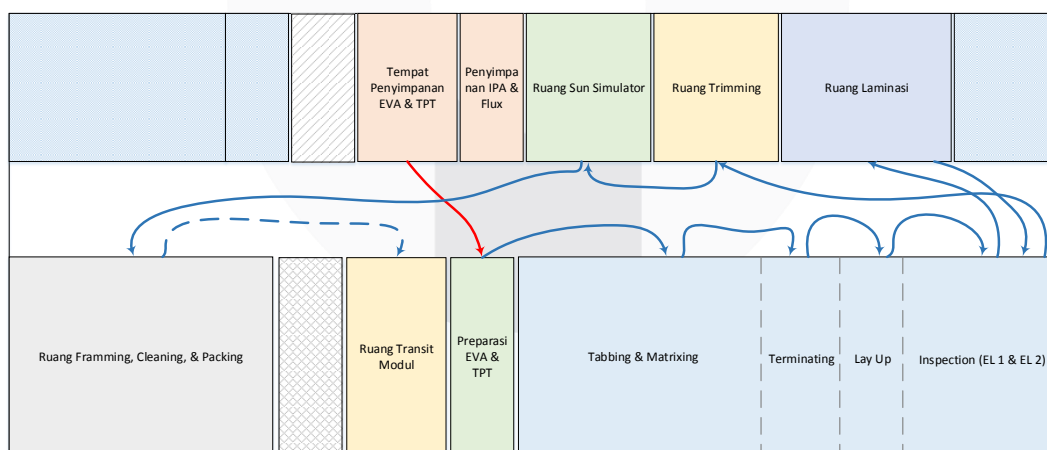 Tempat
Penyimpanan
EVA & TPT
Penyimpa
nan IPA &
Flux
Ruang Sun Simulator
Ruang Trimming
Ruang Laminasi
Ruang Framming, Cleaning, & Packing
Ruang Transit
Modul
Preparasi
EVA &
TPT
Tabbing & Matrixing
Terminating
Lay Up
Inspection (EL 1 & EL 2)